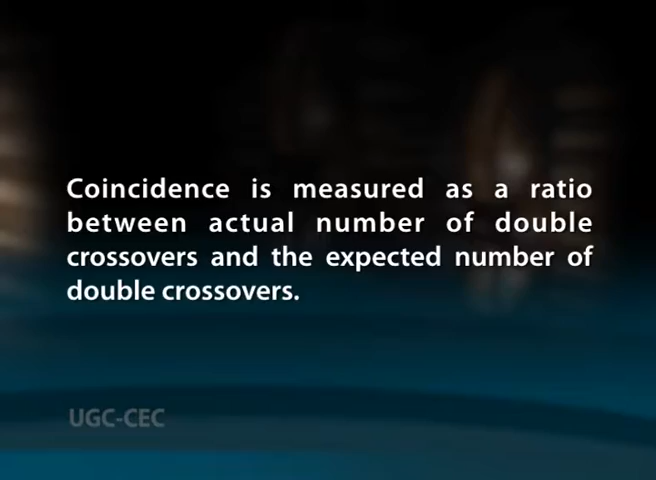 Coincidence is measured as a ratio
between actual number of double
crossovers and the expected number of
double crossovers.
UGC-CEC